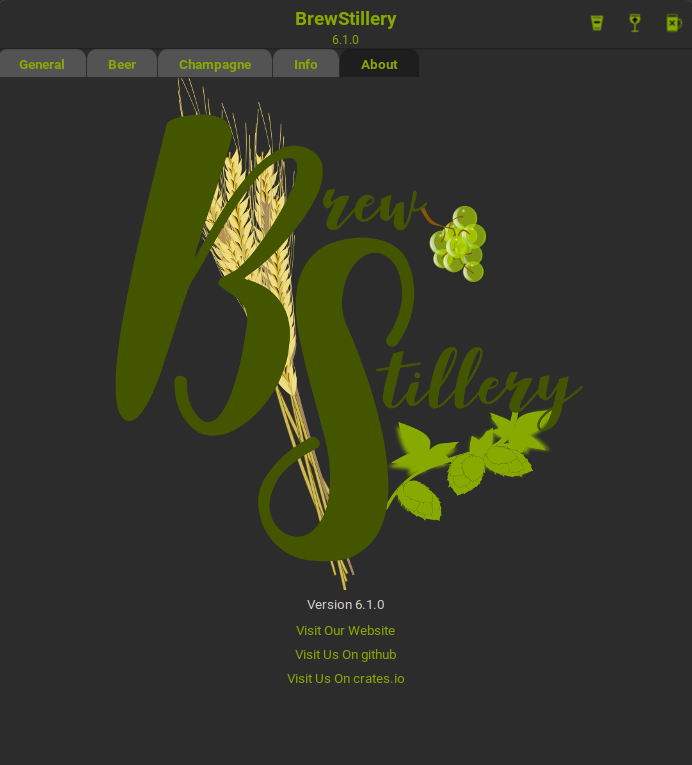 BrewStillery
6.1.0
General Beer Champagne Info About
Brew
Stillery
Version 6.1.0
Visit Our Website
Visit Us On github
Visit Us On crates.io